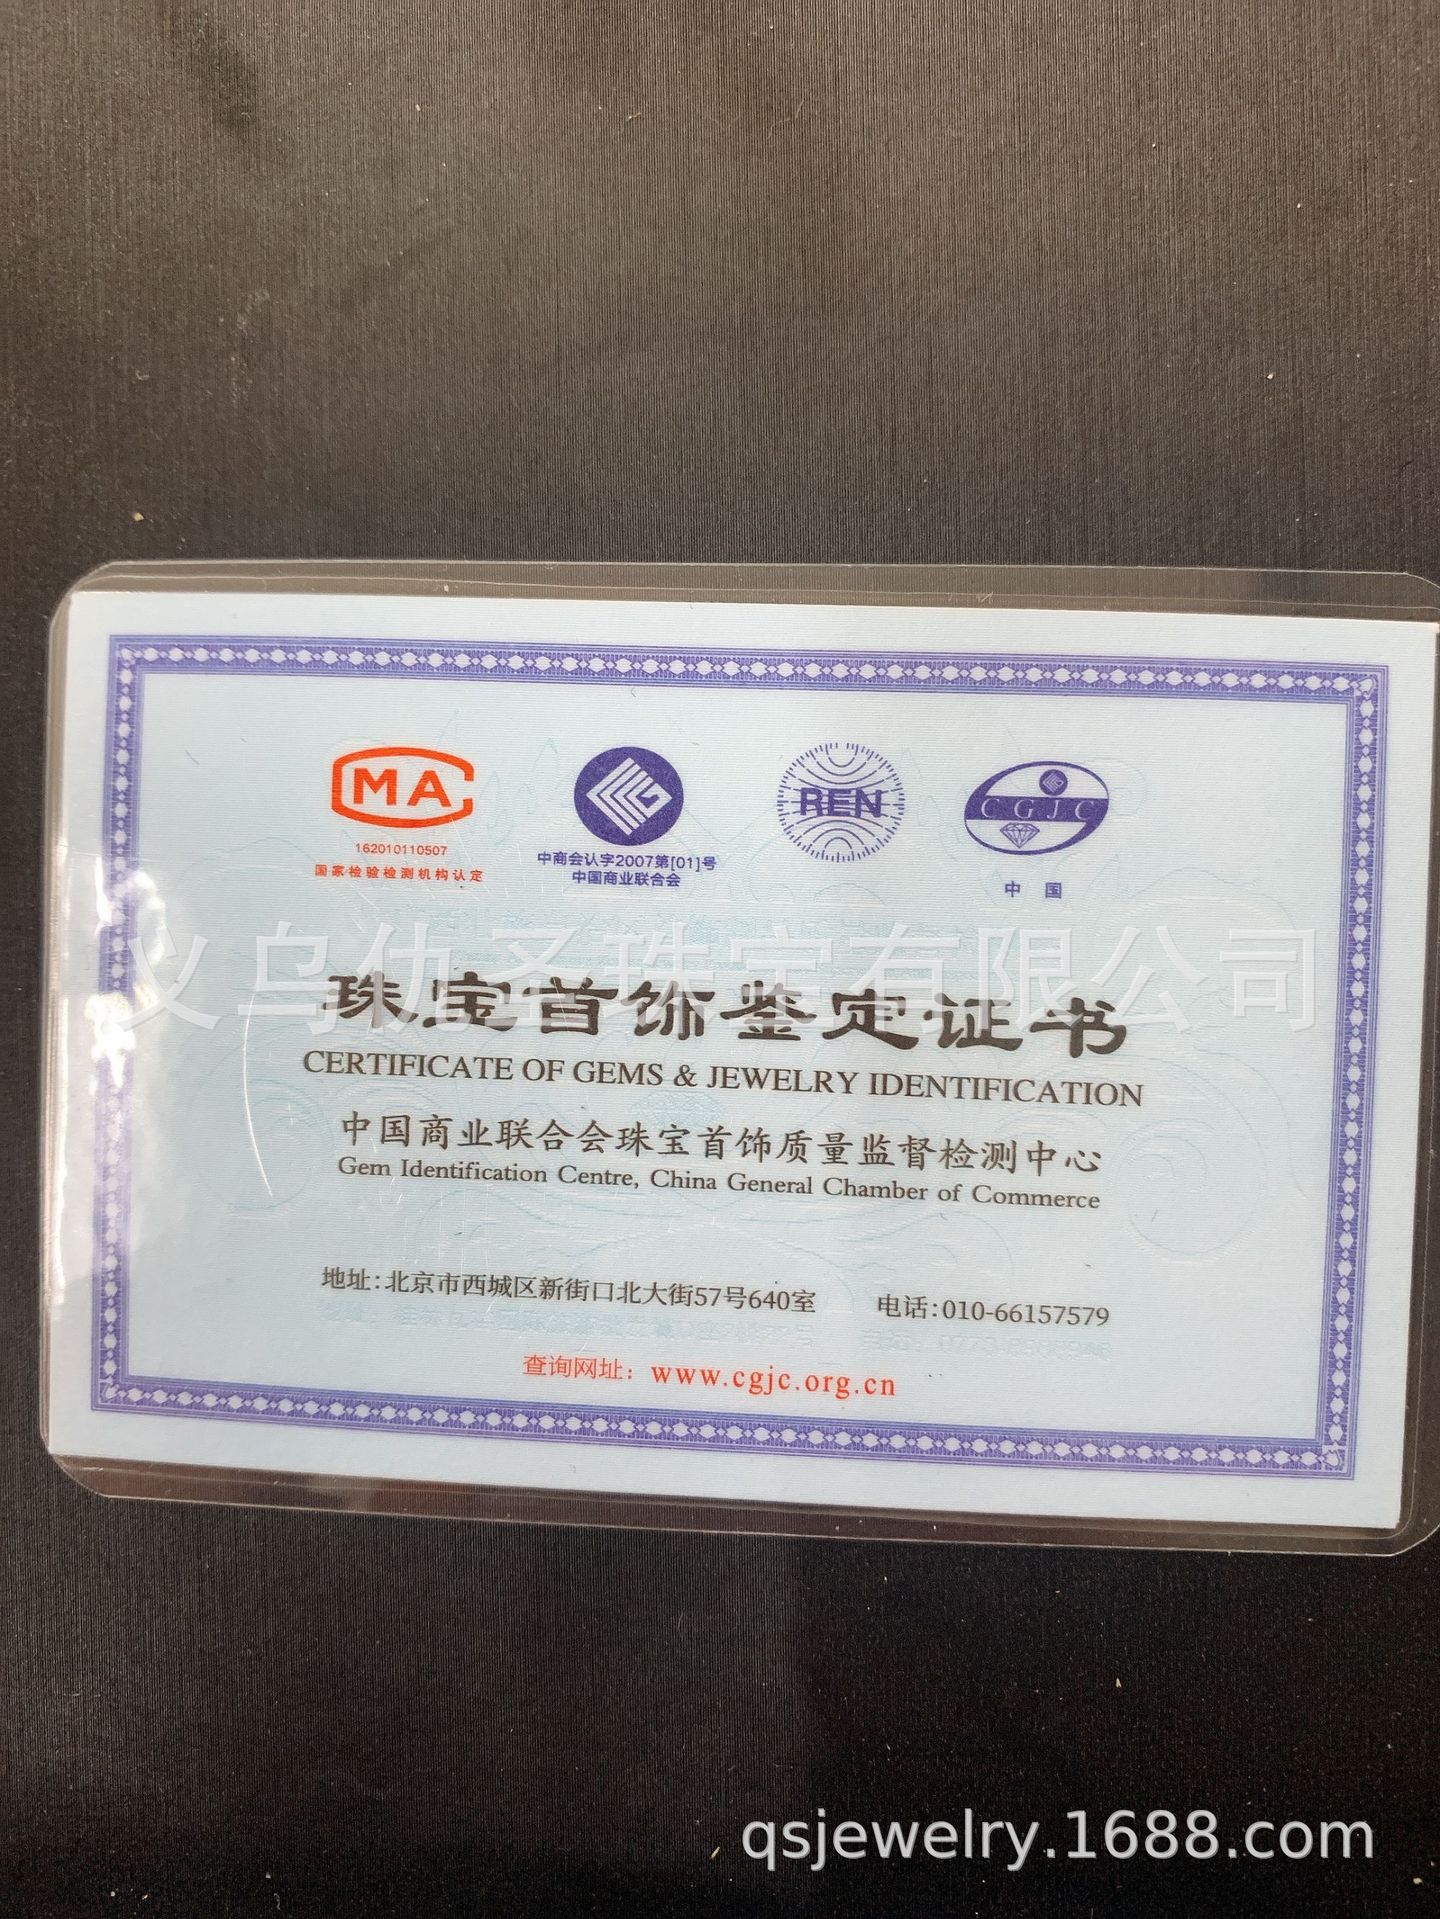 MA
162010110507
国家检验检测机构认定
中商会认字2007第[01]号
中国商业联合会
REN
CGJC
中国
义乌仇圣珠宝有限公司
珠宝首饰鉴定证书
CERTIFICATE OF GEMS & JEWELRY IDENTIFICATION
中国商业联合会珠宝首饰质量监督检测中心
Gem Identification Centre, China General Chamber of Commerce
地址:北京市西城区新街口北大街57号640室 电话:010-66157579
查询网址: www.cgjc.org.cn
qsjewelry.1688.com